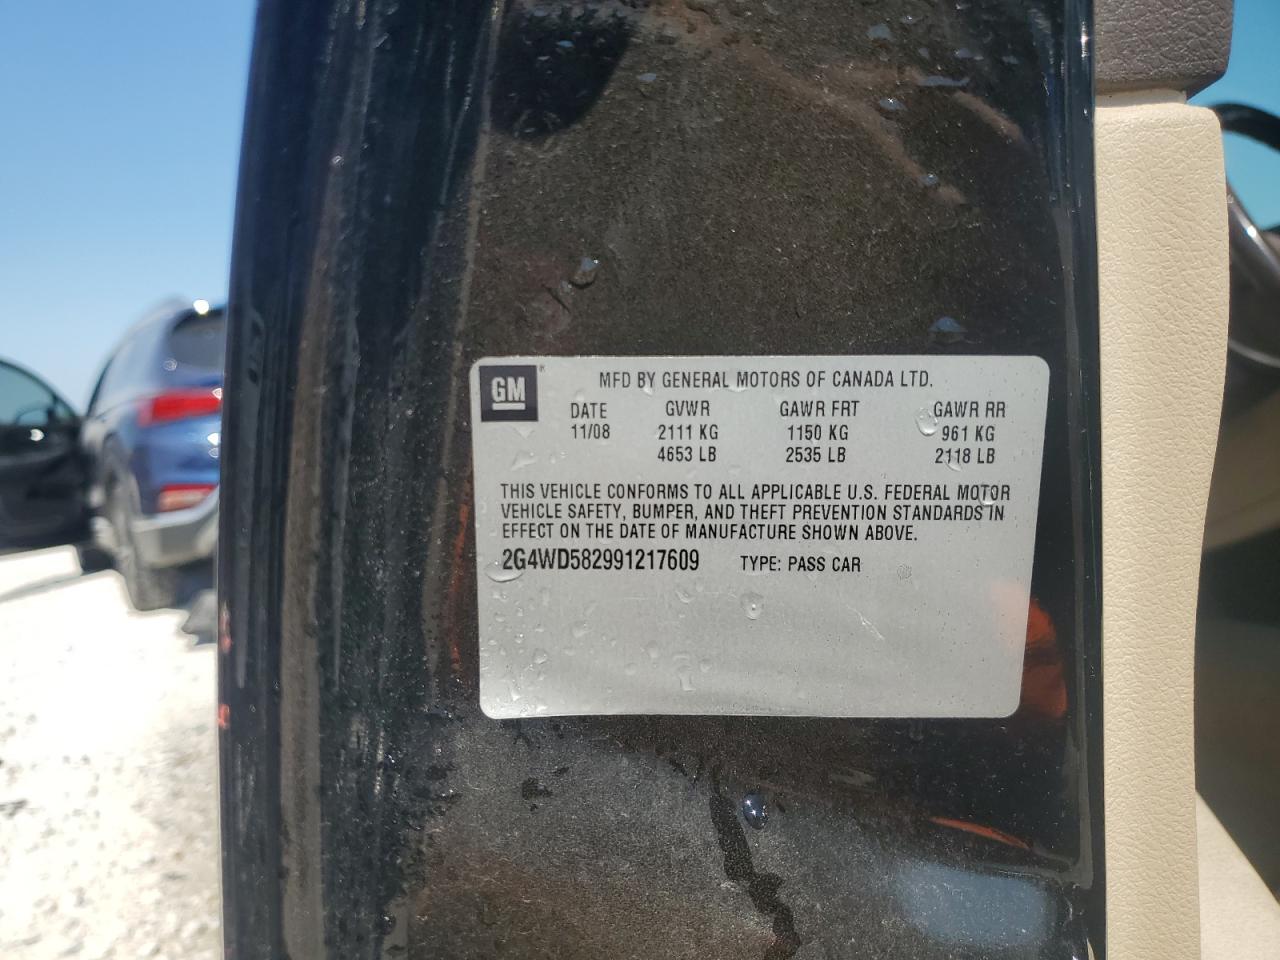 GM
MFD BY GENERAL MOTORS OF CANADA LTD.
DATE GVWR GAWR FRT GAWR RR
11/08 2111 KG 1150 KG 961 KG
4653 LB 2535 LB 2118 LB
THIS VEHICLE CONFORMS TO ALL APPLICABLE U.S. FEDERAL MOTOR
VEHICLE SAFETY, BUMPER, AND THEFT PREVENTION STANDARDS IN
EFFECT ON THE DATE OF MANUFACTURE SHOWN ABOVE.
2G4WD582991217609 TYPE: PASS CAR